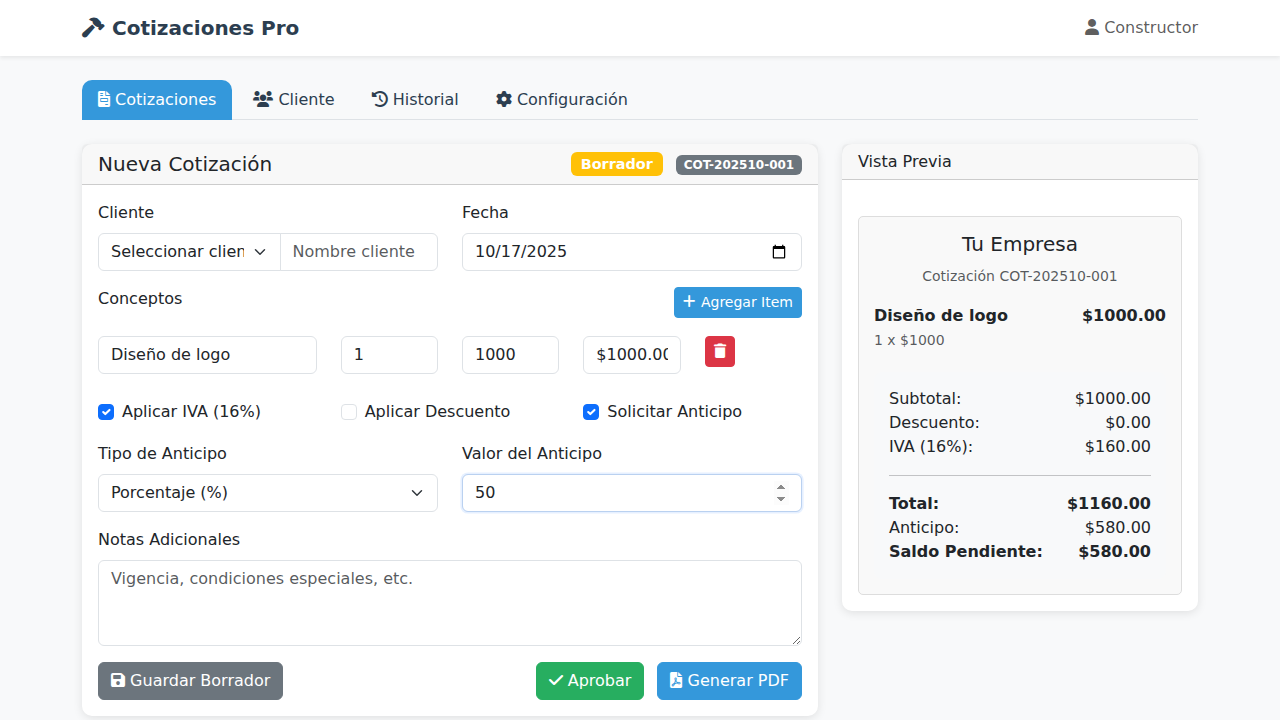 Cotizaciones Pro
Constructor
Cotizaciones
Cliente
Historial
Configuración
Nueva Cotización
Borrador
COT-202510-001
Cliente
Fecha
Seleccionar clien
Nombre cliente
10/17/2025
Conceptos
Agregar Item
Diseño de logo
1
1000
$1000.00
Aplicar IVA (16%)
Aplicar Descuento
Solicitar Anticipo
Tipo de Anticipo
Valor del Anticipo
Porcentaje (%)
50
Notas Adicionales
Vigencia, condiciones especiales, etc.
Guardar Borrador
Aprobar
Generar PDF
Vista Previa
Tu Empresa
Cotización COT-202510-001
Diseño de logo $1000.00
1 x $1000
Subtotal: $1000.00
Descuento: $0.00
IVA (16%): $160.00
Total: $1160.00
Anticipo: $580.00
Saldo Pendiente: $580.00